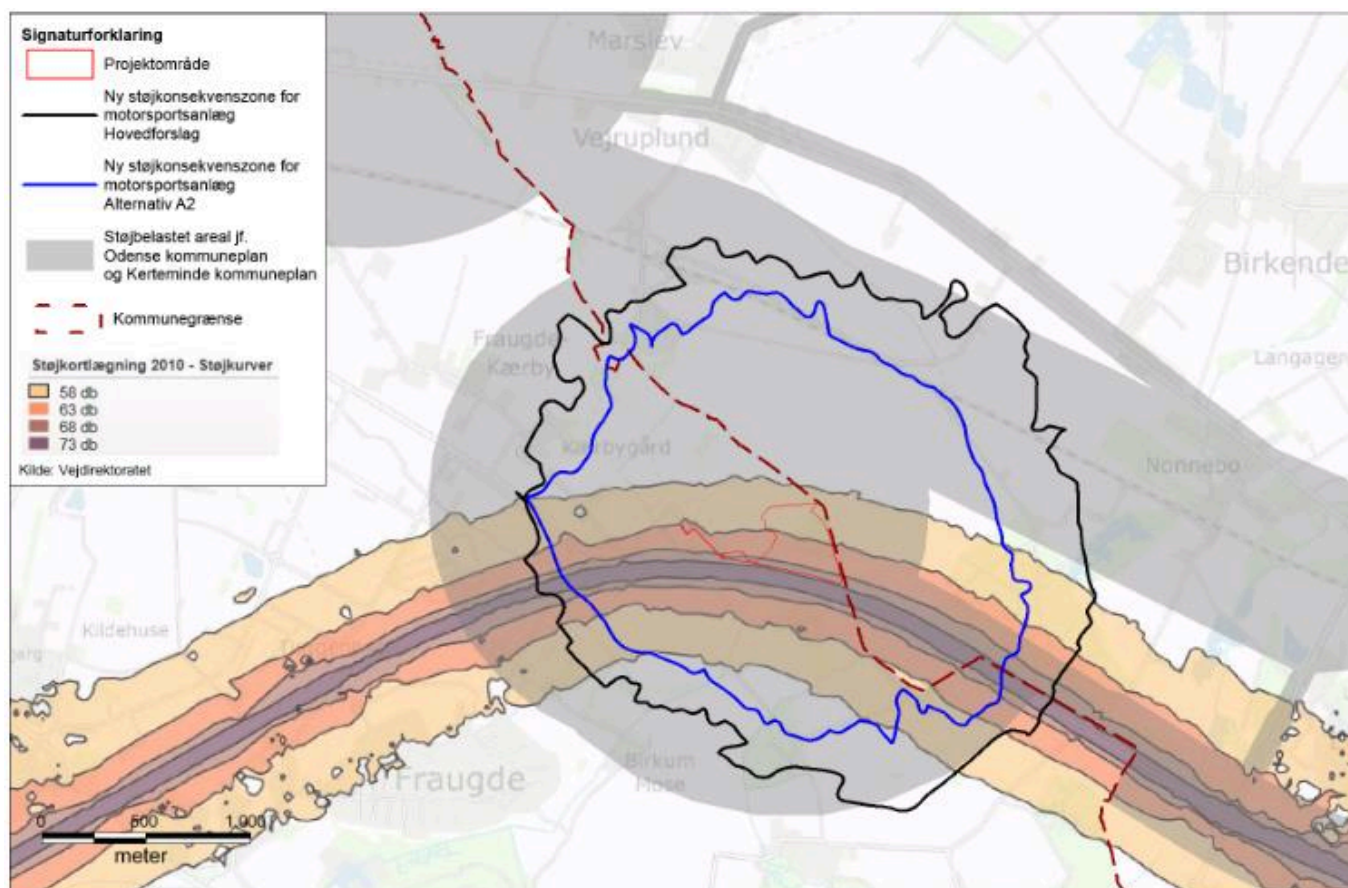 Signaturforklaring
Projektområde
Ny støjkonsekvenszone for
motorsportsanlæg
Hovedforslag
Ny støjkonsekvenszone for
motorsportsanlæg
Alternativ A2
Støjbelastet areal jf.
Odense kommuneplan
og Kerteminde kommuneplan
Kommunegrænse
Støjkortlægning 2010 - Støjkurver
58 db
63 db
68 db
73 db
Kilde: Vejdirektoratet
Marslev
Vejruplund
Birkende
Langager
Fraugde-
Kærby
Kærbygård
Nonnebo
Kildehuse
Birkum
Mose
Fraugde
0 500 1.000
meter